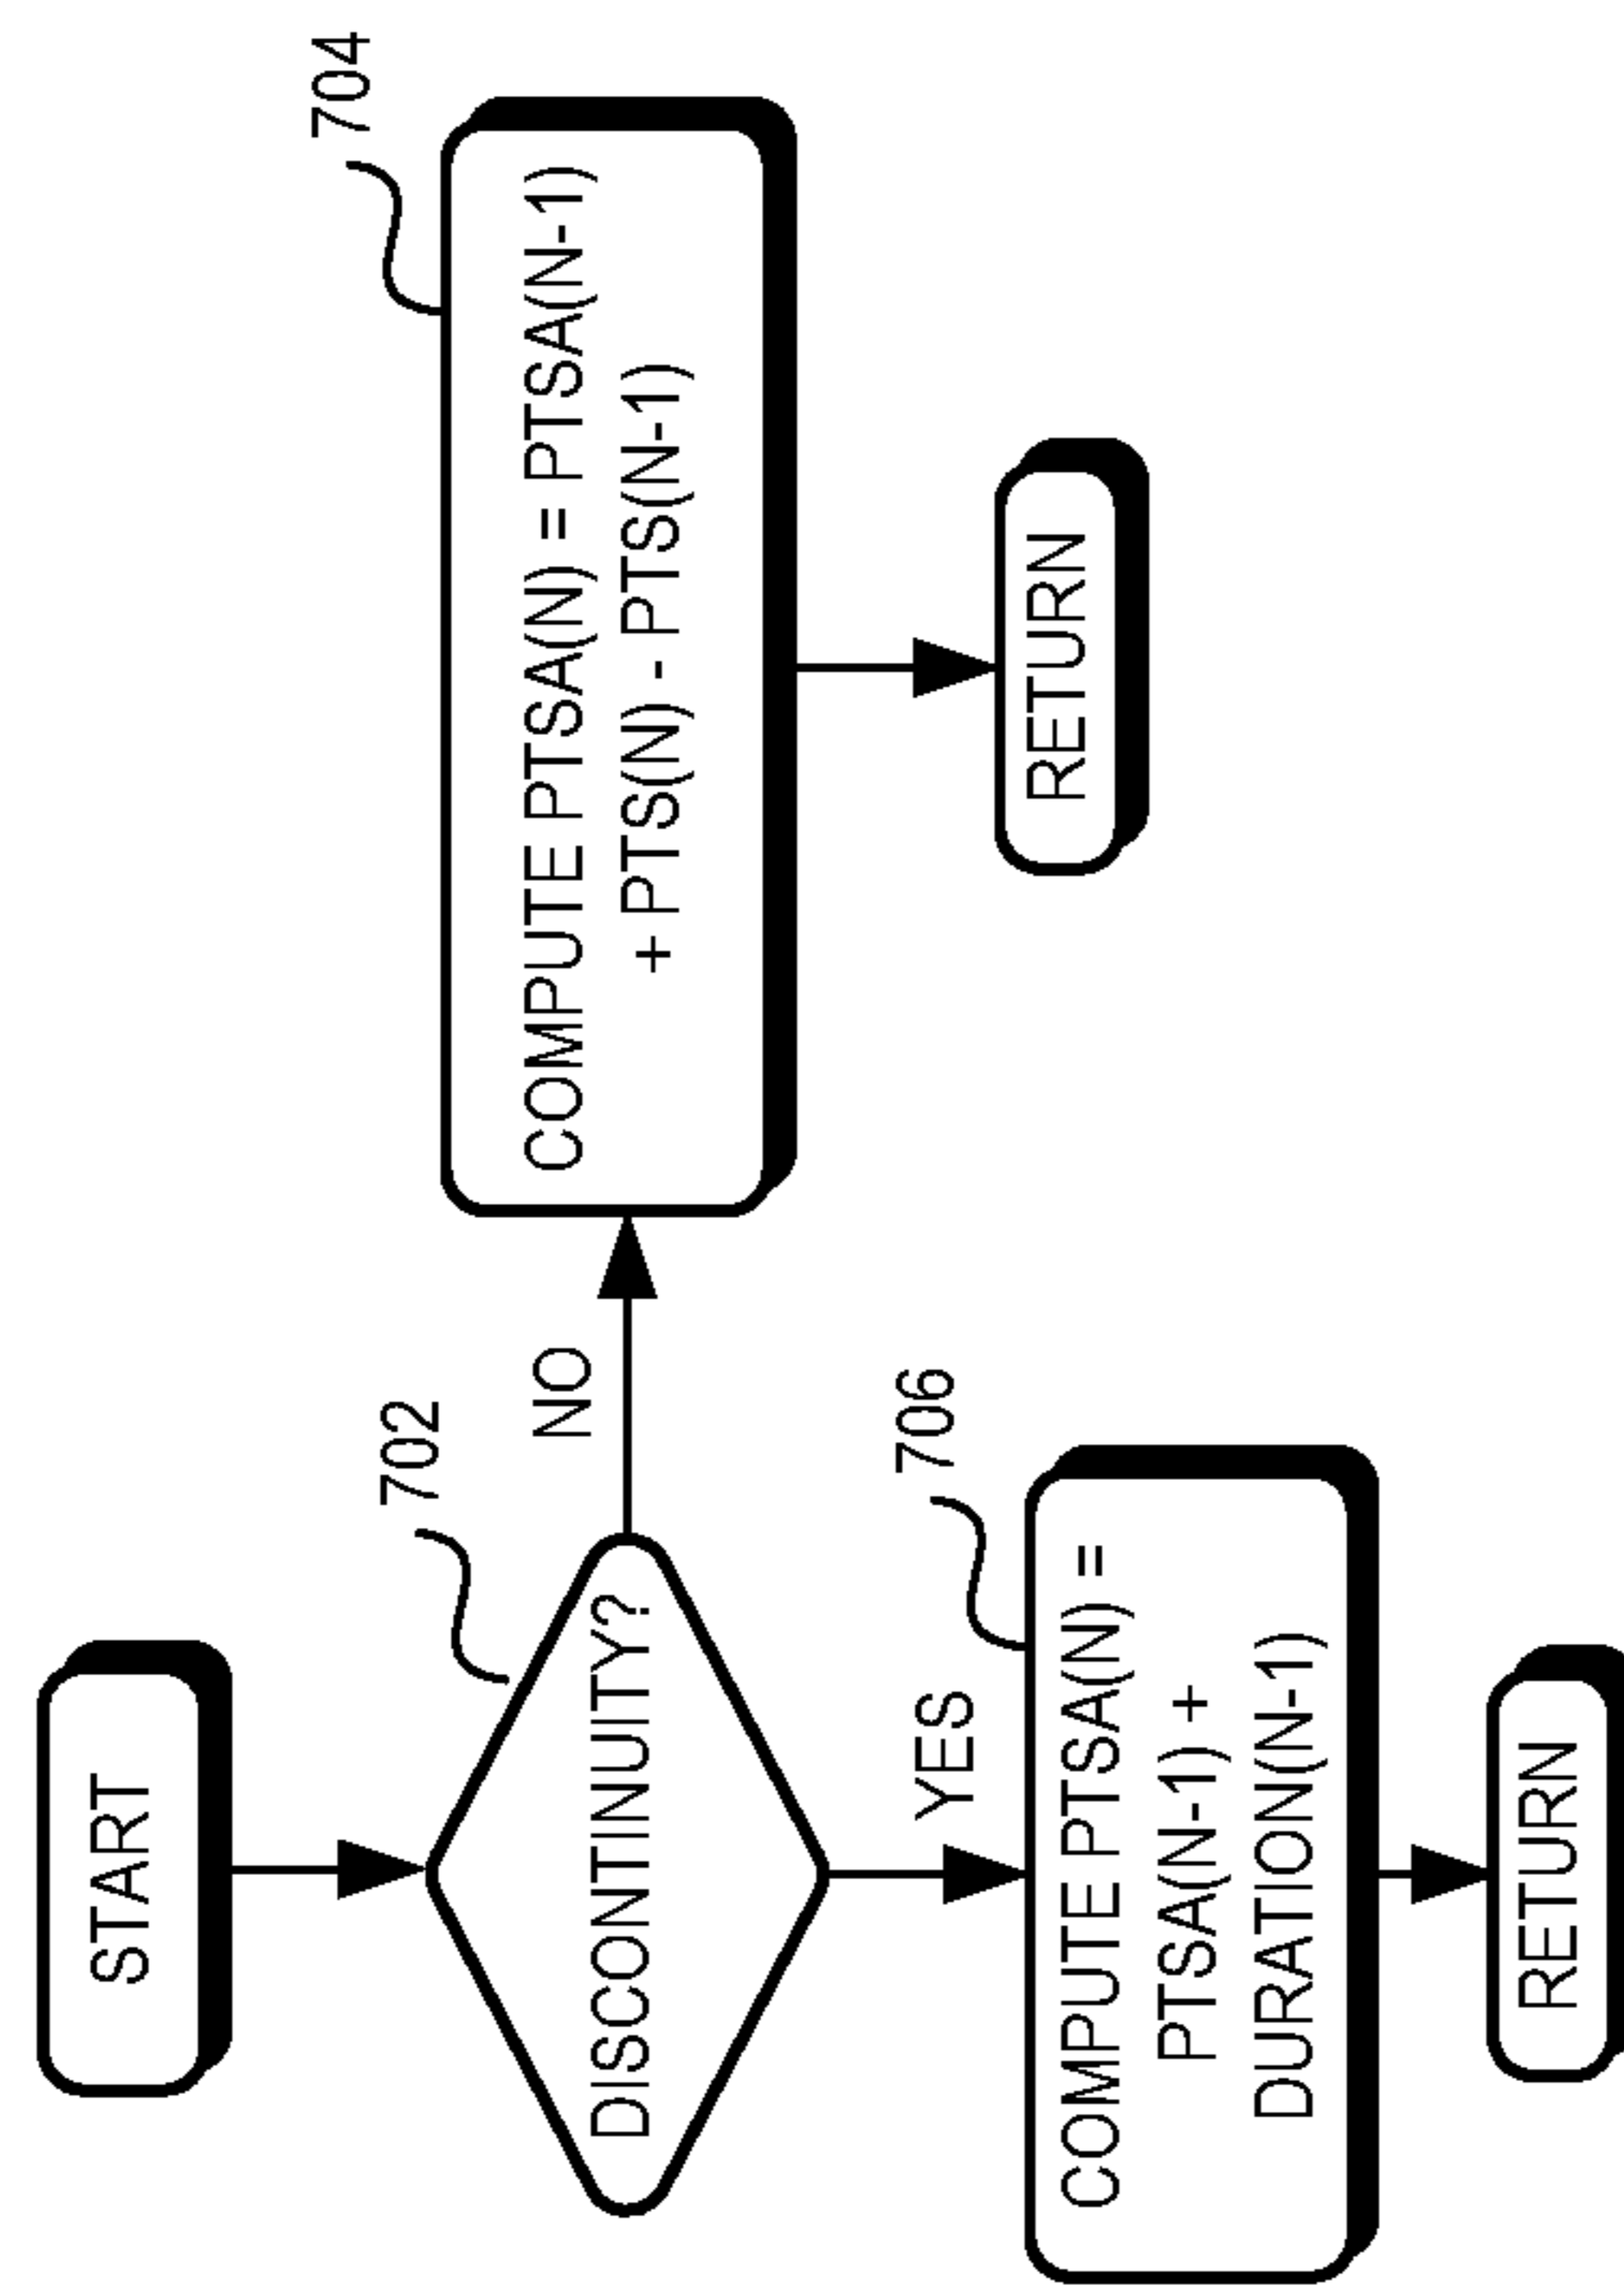 START
702
DISCONTINUITY?
NO
704
COMPUTE PTSA(N) = PTSA(N-1)
+ PTS(N) - PTS(N-1)
RETURN
YES
706
COMPUTE PTSA(N) =
PTSA(N-1) +
DURATION(N-1)
RETURN